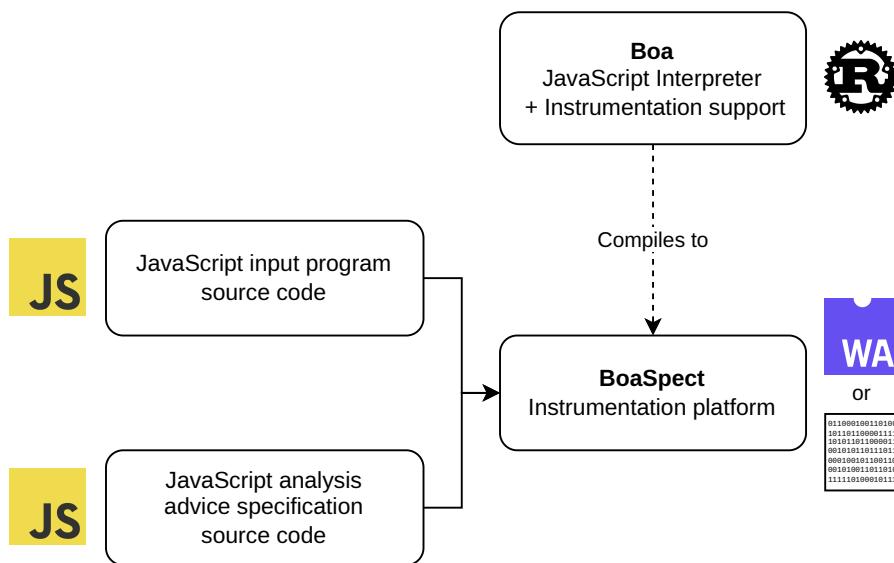 Boa
JavaScript Interpreter
+ Instrumentation support
R
Compiles to
JS
JavaScript input program
source code
BoaSpect
Instrumentation platform
WA
or
JS
JavaScript analysis
advice specification
source code